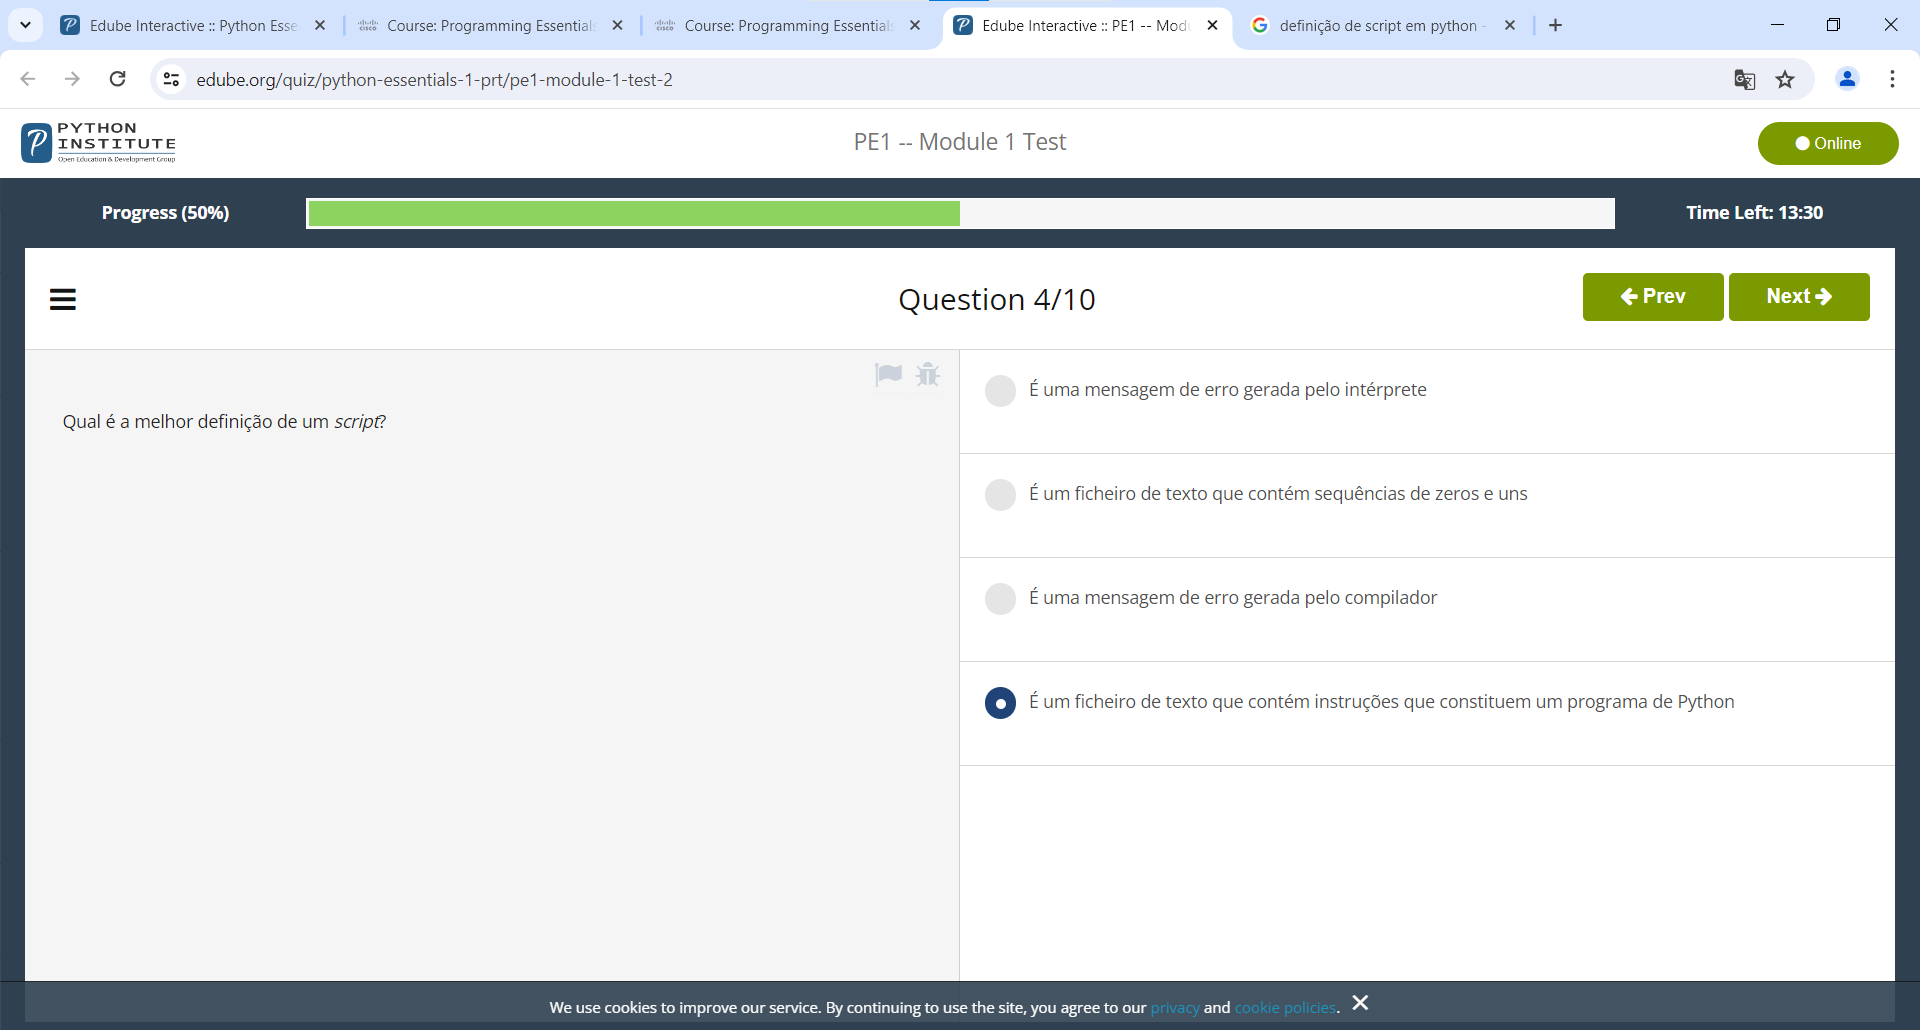 Edube Interactive :: Python Esse
Course: Programming Essentials
Course: Programming Essentials
Edube Interactive :: PE1 -- Modu
definição de script em python -
edube.org/quiz/python-essentials-1-prt/pe1-module-1-test-2
PYTHON
INSTITUTE
Open Education & Development Group
PE1 -- Module 1 Test
Online
Progress (50%)
Time Left: 13:30
Question 4/10
Prev
Next
Qual é a melhor definição de um script?
É uma mensagem de erro gerada pelo intérprete
É um ficheiro de texto que contém sequências de zeros e uns
É uma mensagem de erro gerada pelo compilador
É um ficheiro de texto que contém instruções que constituem um programa de Python
We use cookies to improve our service. By continuing to use the site, you agree to our privacy and cookie policies.